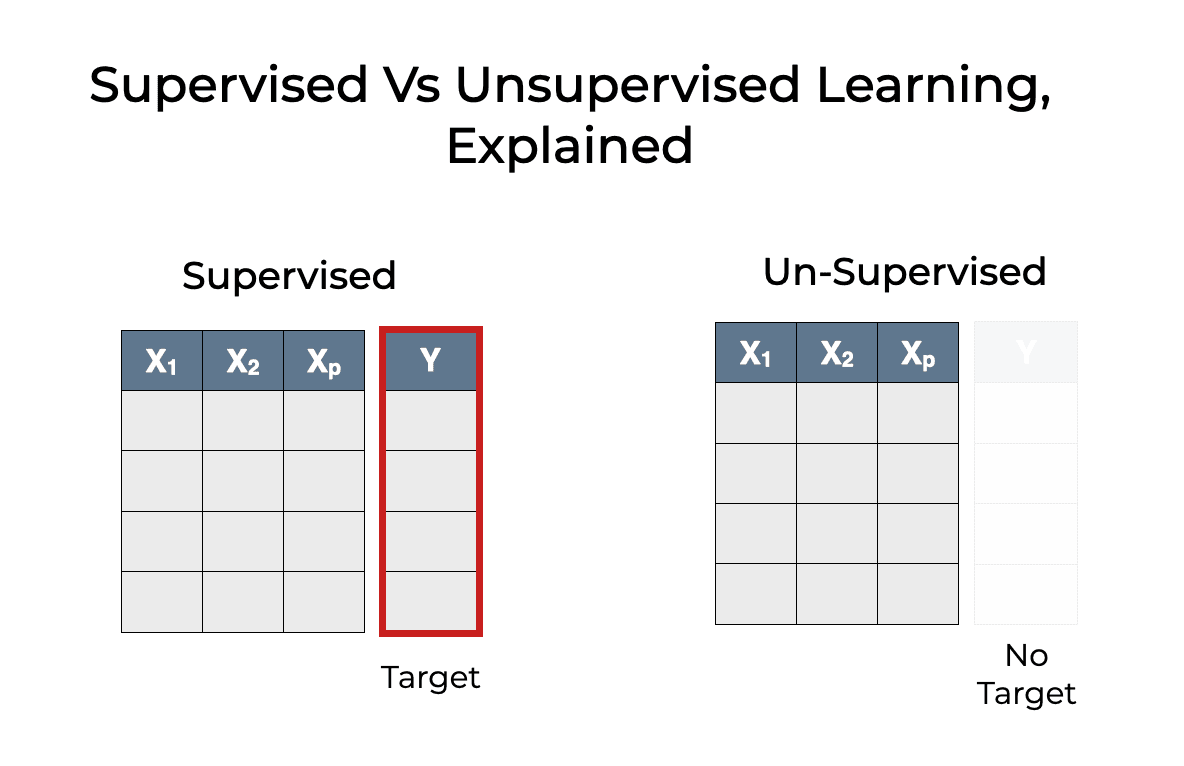 Supervised Vs Unsupervised Learning,
Explained
Supervised
Un-Supervised
X₁ X₂ Xₚ Y
X₁ X₂ Xₚ Y
Target
No
Target